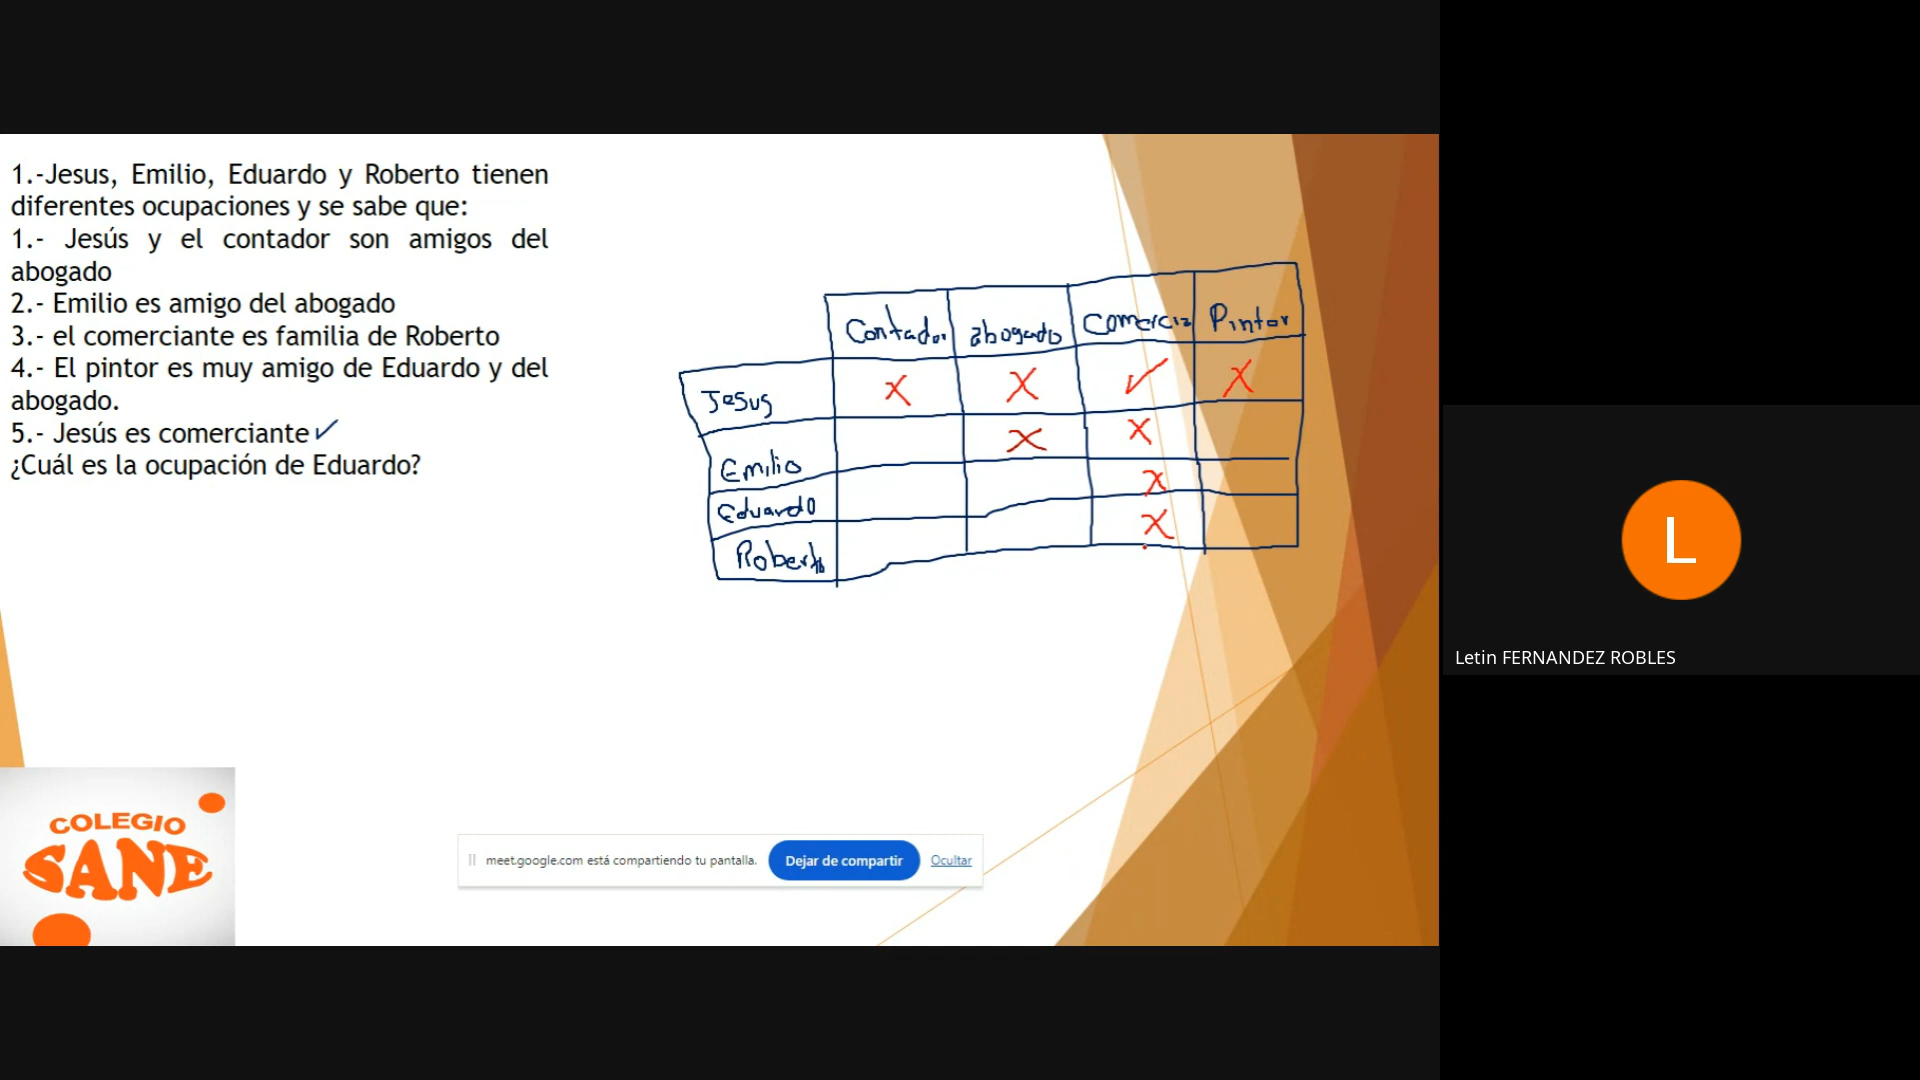 1.-Jesus, Emilio, Eduardo y Roberto tienen
diferentes ocupaciones y se sabe que:
1.- Jesús y el contador son amigos del
abogado
2.- Emilio es amigo del abogado
3.- el comerciante es familia de Roberto
4.- El pintor es muy amigo de Eduardo y del
abogado.
5.- Jesús es comerciante ✓
¿Cuál es la ocupación de Eduardo?
Contador abogado Comercia Pintor
Jesus X X ✓ X
Emilio X X
Eduardo X
Roberto X
COLEGIO
SANE
meet.google.com está compartiendo tu pantalla. Dejar de compartir Ocultar
L
Letin FERNANDEZ ROBLES